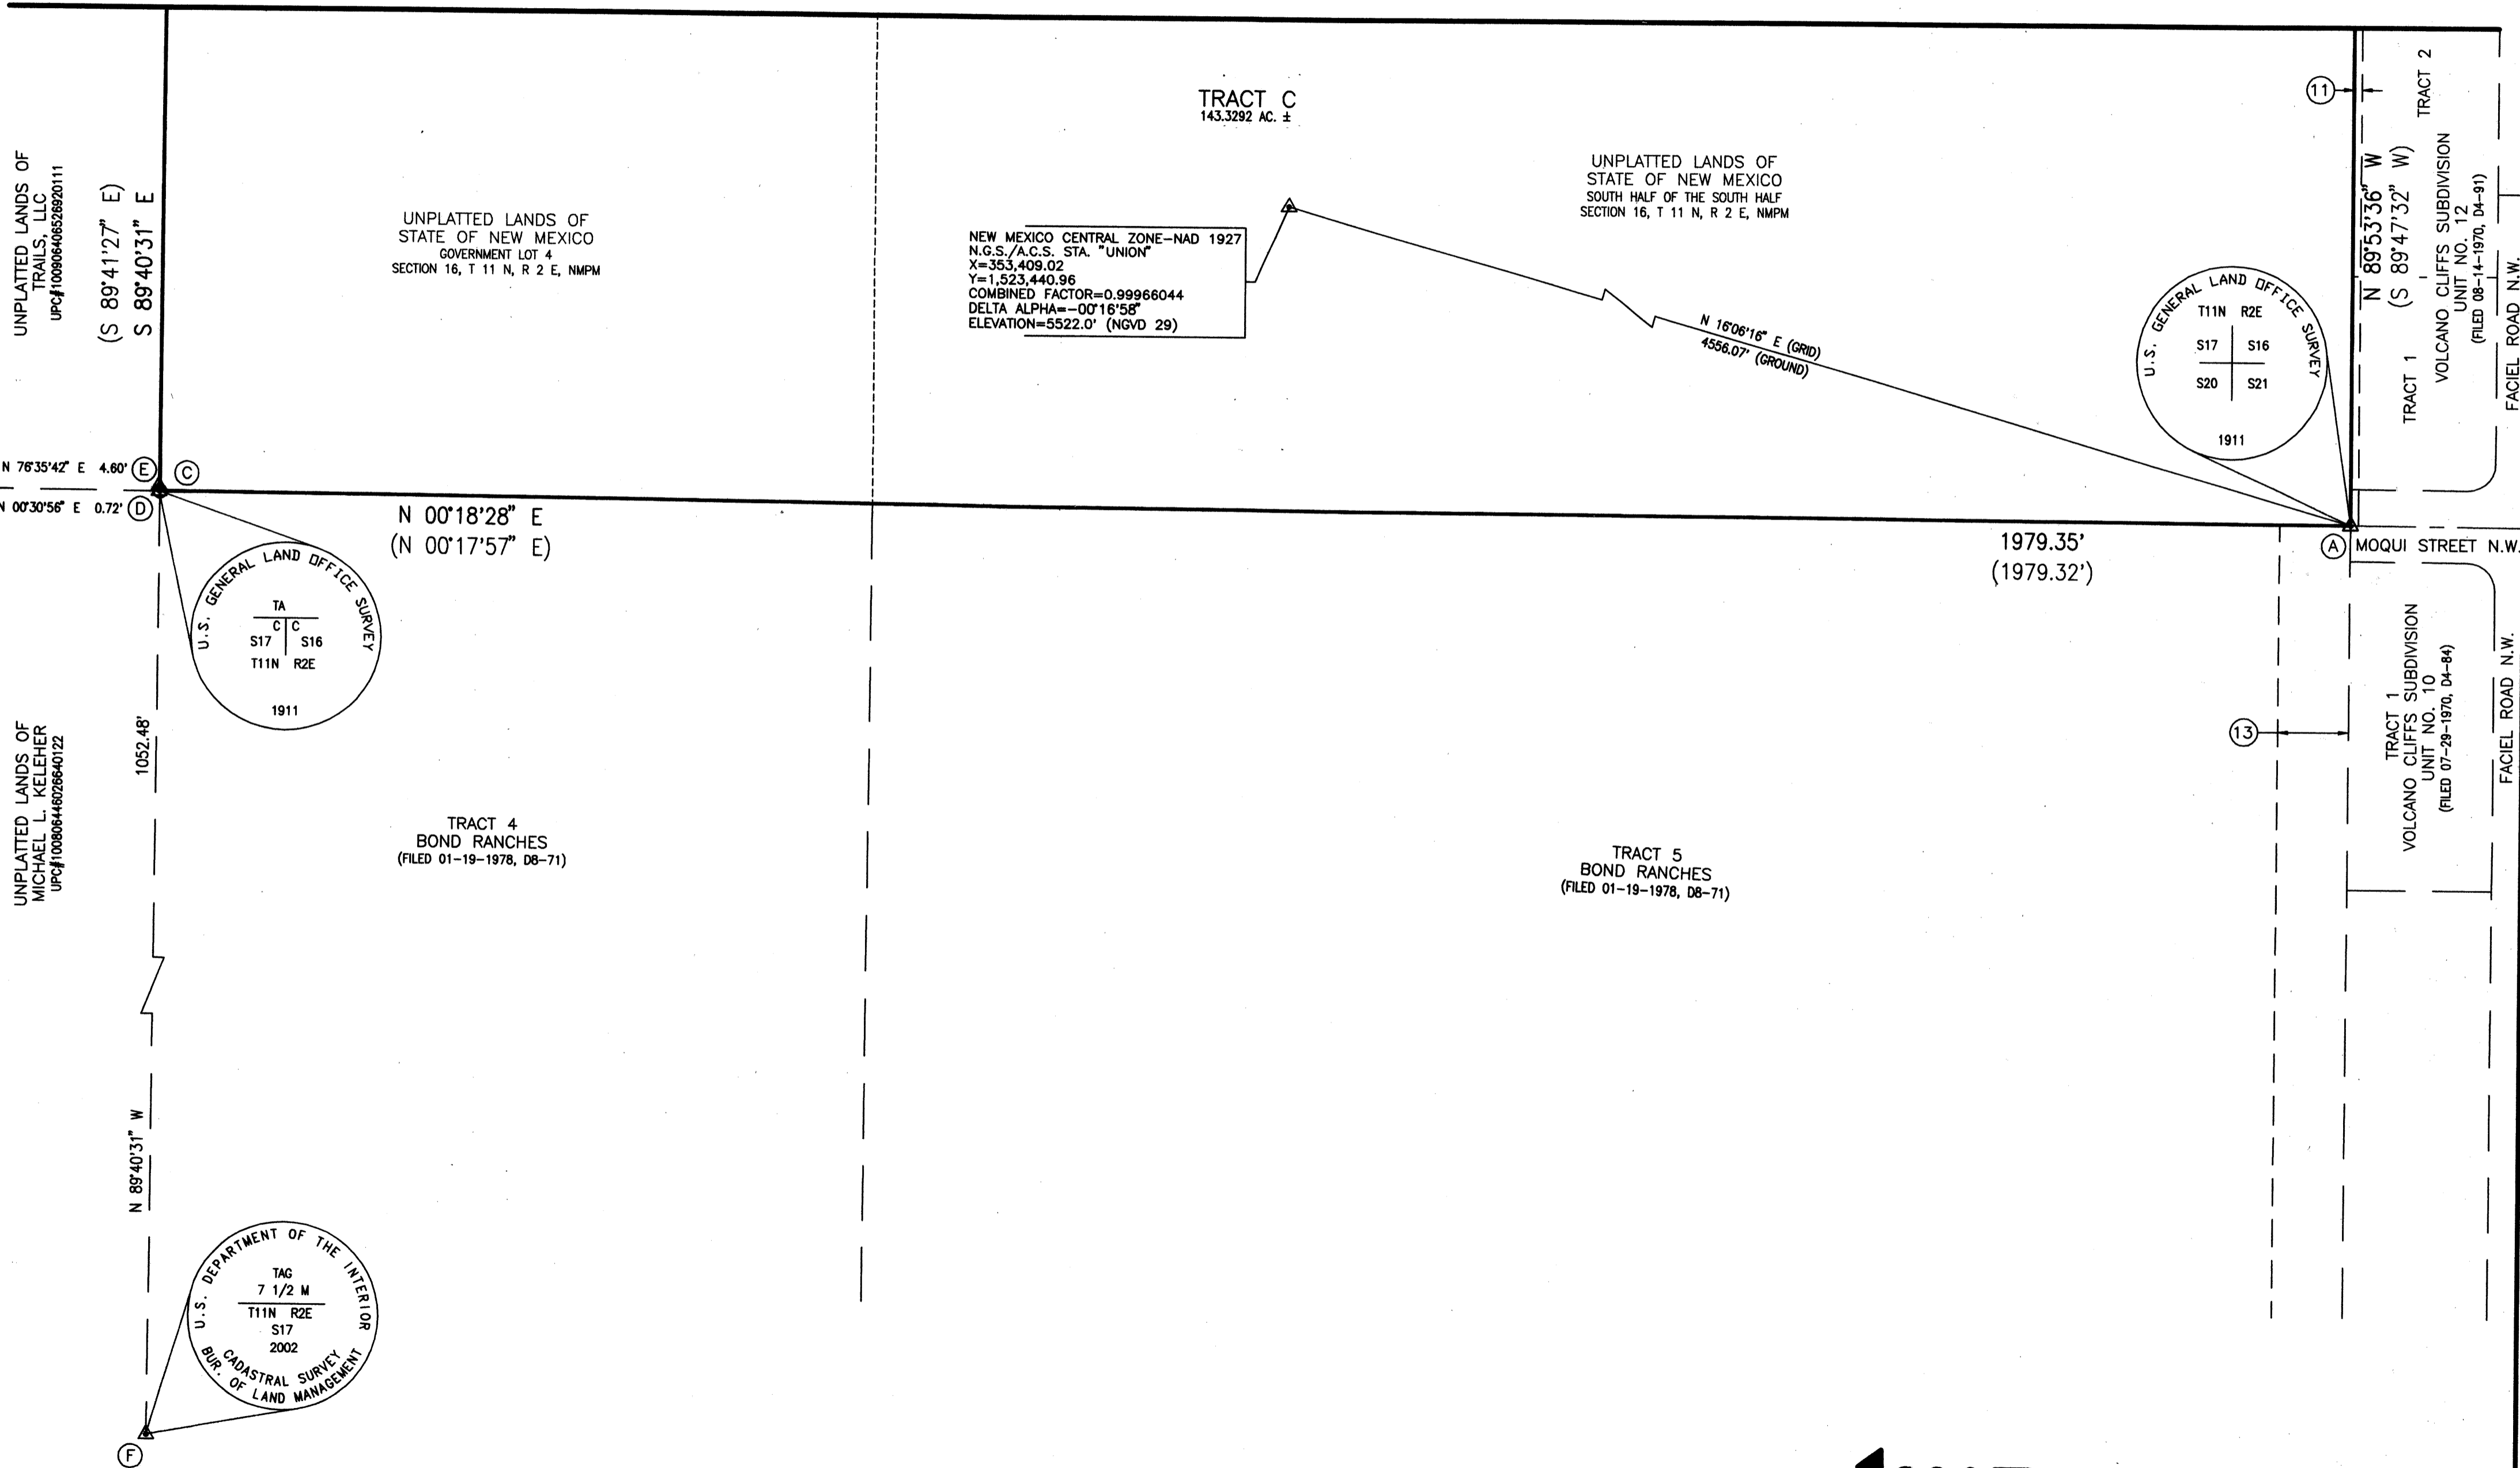 TRACT C
143.3292 AC. ±
UNPLATTED LANDS OF
TRAILS, LLC
UPC#100906406526920111
(S 89°41'27" E)
S 89°40'31" E
UNPLATTED LANDS OF
STATE OF NEW MEXICO
GOVERNMENT LOT 4
SECTION 16, T 11 N, R 2 E, NMPM
NEW MEXICO CENTRAL ZONE-NAD 1927
N.G.S./A.C.S. STA. "UNION"
X=353,409.02
Y=1,523,440.96
COMBINED FACTOR=0.99966044
DELTA ALPHA=-00°16'58"
ELEVATION=5522.0' (NGVD 29)
UNPLATTED LANDS OF
STATE OF NEW MEXICO
SOUTH HALF OF THE SOUTH HALF
SECTION 16, T 11 N, R 2 E, NMPM
N 16°06'16" E (GRID)
4556.07' (GROUND)
U.S. GENERAL LAND OFFICE SURVEY
T11N R2E
S17 S16
S20 S21
1911
11
N 89°53'36" W
(S 89°47'32" W)
TRACT 1
TRACT 2
VOLCANO CLIFFS SUBDIVISION
UNIT NO. 12
(FILED 08-14-1970, D4-91)
FACIEL ROAD N.W.
N 76°35'42" E 4.60'
E
C
N 00°30'56" E 0.72'
D
N 00°18'28" E
(N 00°17'57" E)
1979.35'
(1979.32')
A
MOQUI STREET N.W.
U.S. GENERAL LAND OFFICE SURVEY
TA
C C
S17 S16
T11N R2E
1911
UNPLATTED LANDS OF
MICHAEL L. KELEHER
UPC#100806446026640122
1052.48'
N 89°40'31" W
TRACT 4
BOND RANCHES
(FILED 01-19-1978, D8-71)
TRACT 5
BOND RANCHES
(FILED 01-19-1978, D8-71)
13
TRACT 1
VOLCANO CLIFFS SUBDIVISION
UNIT NO. 10
(FILED 07-29-1970, D4-84)
FACIEL ROAD N.W.
U.S. DEPARTMENT OF THE INTERIOR
TAG
7 1/2 M
T11N R2E
S17
2002
CADASTRAL SURVEY
BUR. OF LAND MANAGEMENT
F